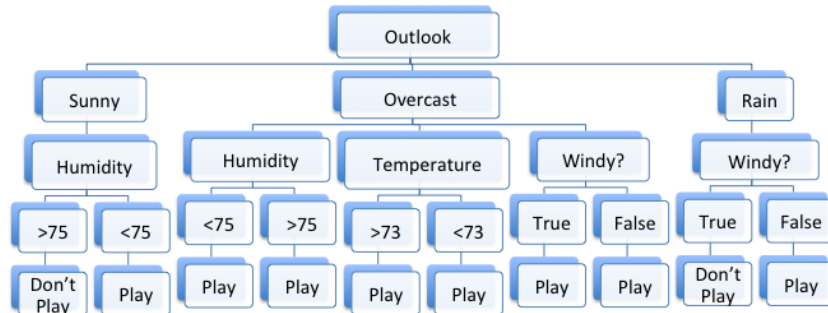 Outlook
Sunny
Overcast
Rain
Humidity
Humidity
Temperature
Windy?
Windy?
>75
<75
<75
>75
>73
<73
True
False
True
False
Don't
Play
Play
Play
Play
Play
Play
Play
Play
Don't
Play
Play